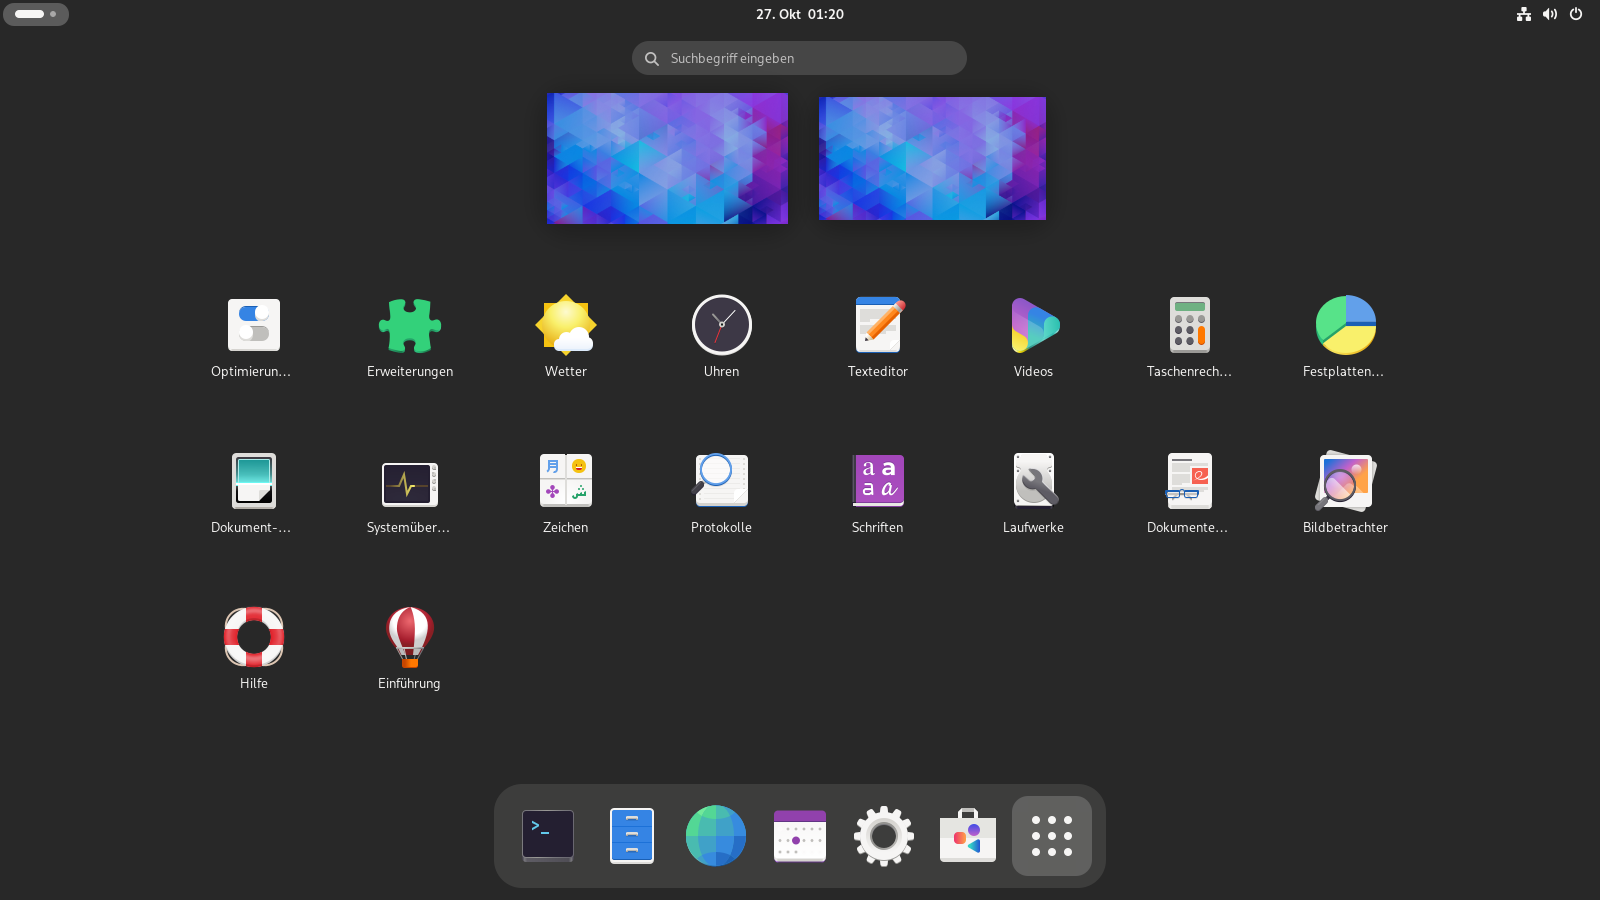 27. Okt 01:20
Suchbegriff eingeben
Optimierun…
Erweiterungen
Wetter
Uhren
Texteditor
Videos
Taschenrech…
Festplatten…
Dokument-…
Systemüber…
Zeichen
Protokolle
Schriften
Laufwerke
Dokumente…
Bildbetrachter
Hilfe
Einführung